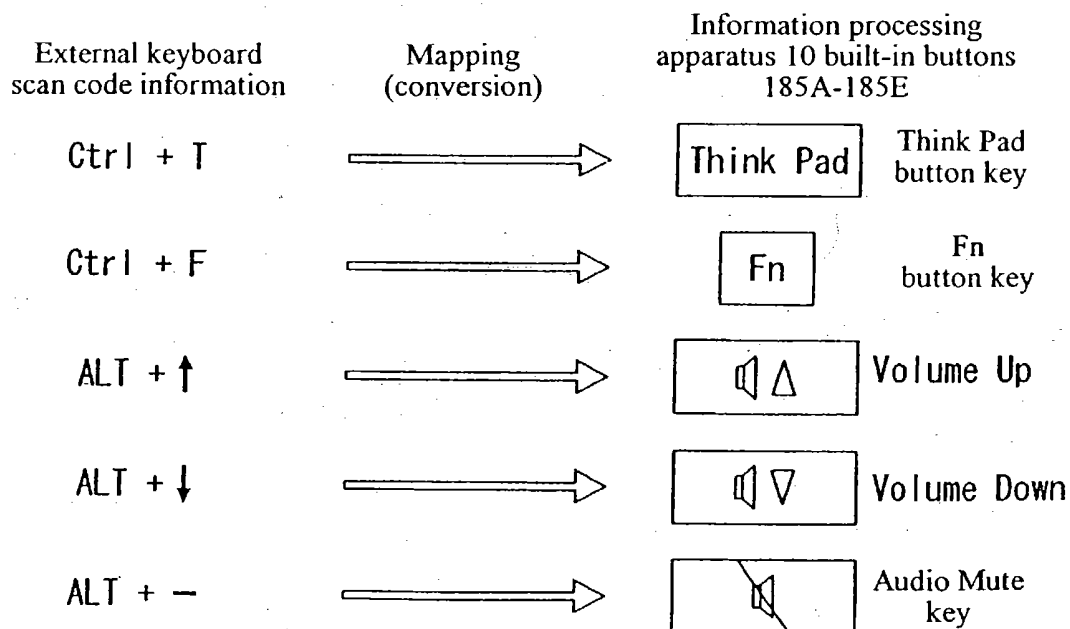 External keyboard
scan code information
Mapping
(conversion)
Information processing
apparatus 10 built-in buttons
185A-185E
Ctrl + T
Think Pad
Think Pad
button key
Ctrl + F
Fn
Fn
button key
ALT + ↑
Volume Up
ALT + ↓
Volume Down
ALT + −
Audio Mute
key